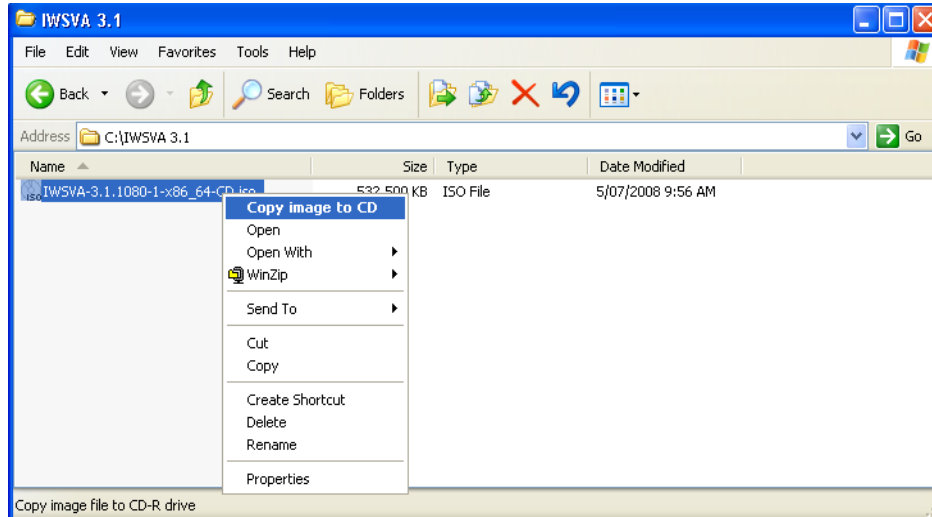 IWSVA 3.1
File Edit View Favorites Tools Help
Back Search Folders
Address C:\IWSVA 3.1 Go
Name Size Type Date Modified
ISO IWSVA-3.1.1080-1-x86_64-CD.iso 532,500 KB ISO File 5/07/2008 9:56 AM
Copy image to CD
Open
Open With
WinZip
Send To
Cut
Copy
Create Shortcut
Delete
Rename
Properties
Copy image file to CD-R drive